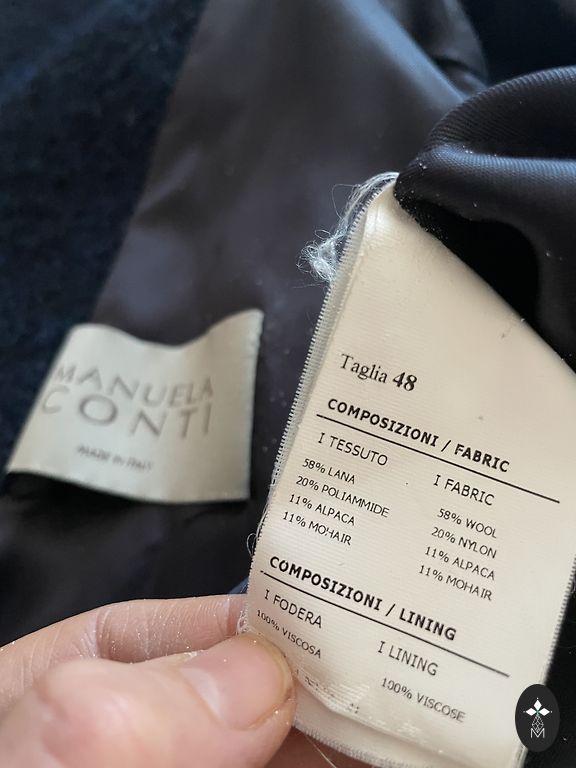 MANUELA
CONTI
MADE IN ITALY
Taglia 48
COMPOSIZIONI / FABRIC
I TESSUTO
58% LANA
20% POLIAMMIDE
11% ALPACA
11% MOHAIR
I FABRIC
58% WOOL
20% NYLON
11% ALPACA
11% MOHAIR
COMPOSIZIONI / LINING
I FODERA
100% VISCOSA
I LINING
100% VISCOSE
M